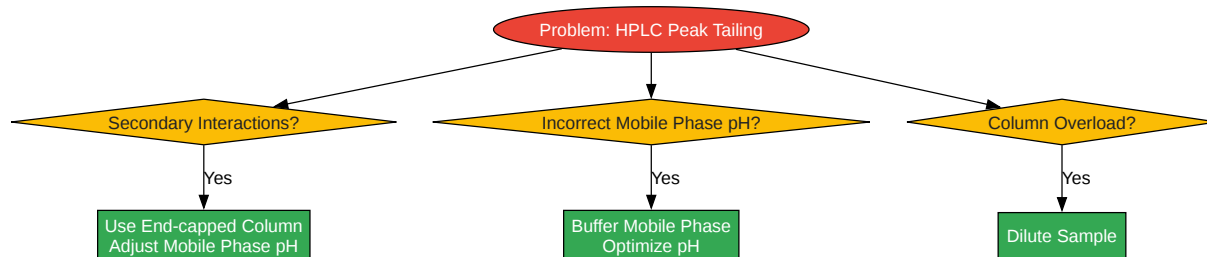 Problem: HPLC Peak Tailing
Secondary Interactions?
Incorrect Mobile Phase pH?
Column Overload?
Yes
Yes
Yes
Use End-capped Column
Adjust Mobile Phase pH
Buffer Mobile Phase
Optimize pH
Dilute Sample